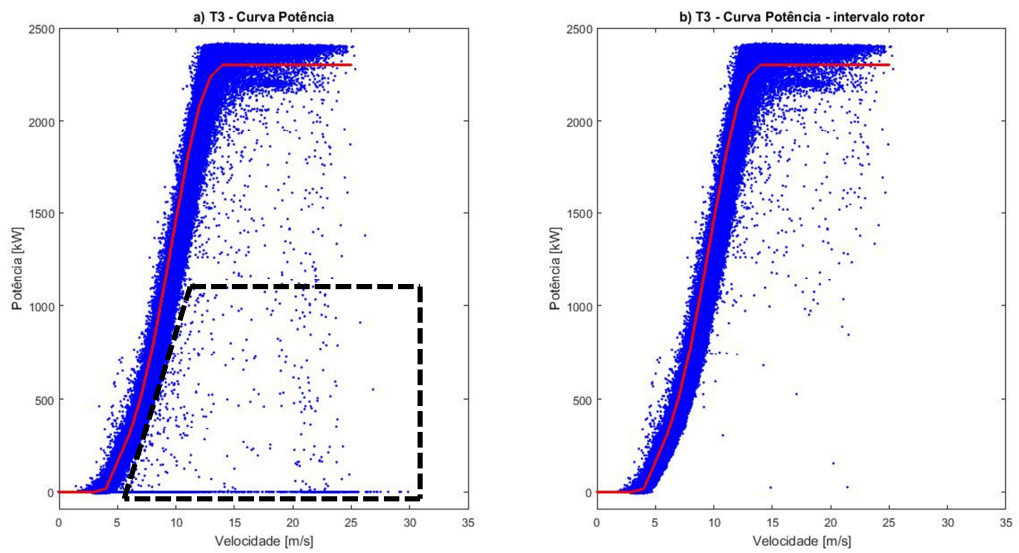 a) T3 - Curva Potência
b) T3 - Curva Potência - intervalo rotor
2500
2000
1500
1000
500
0
Potência [kW]
0 5 10 15 20 25 30 35
Velocidade [m/s]
2500
2000
1500
1000
500
0
Potência [kW]
0 5 10 15 20 25 30 35
Velocidade [m/s]